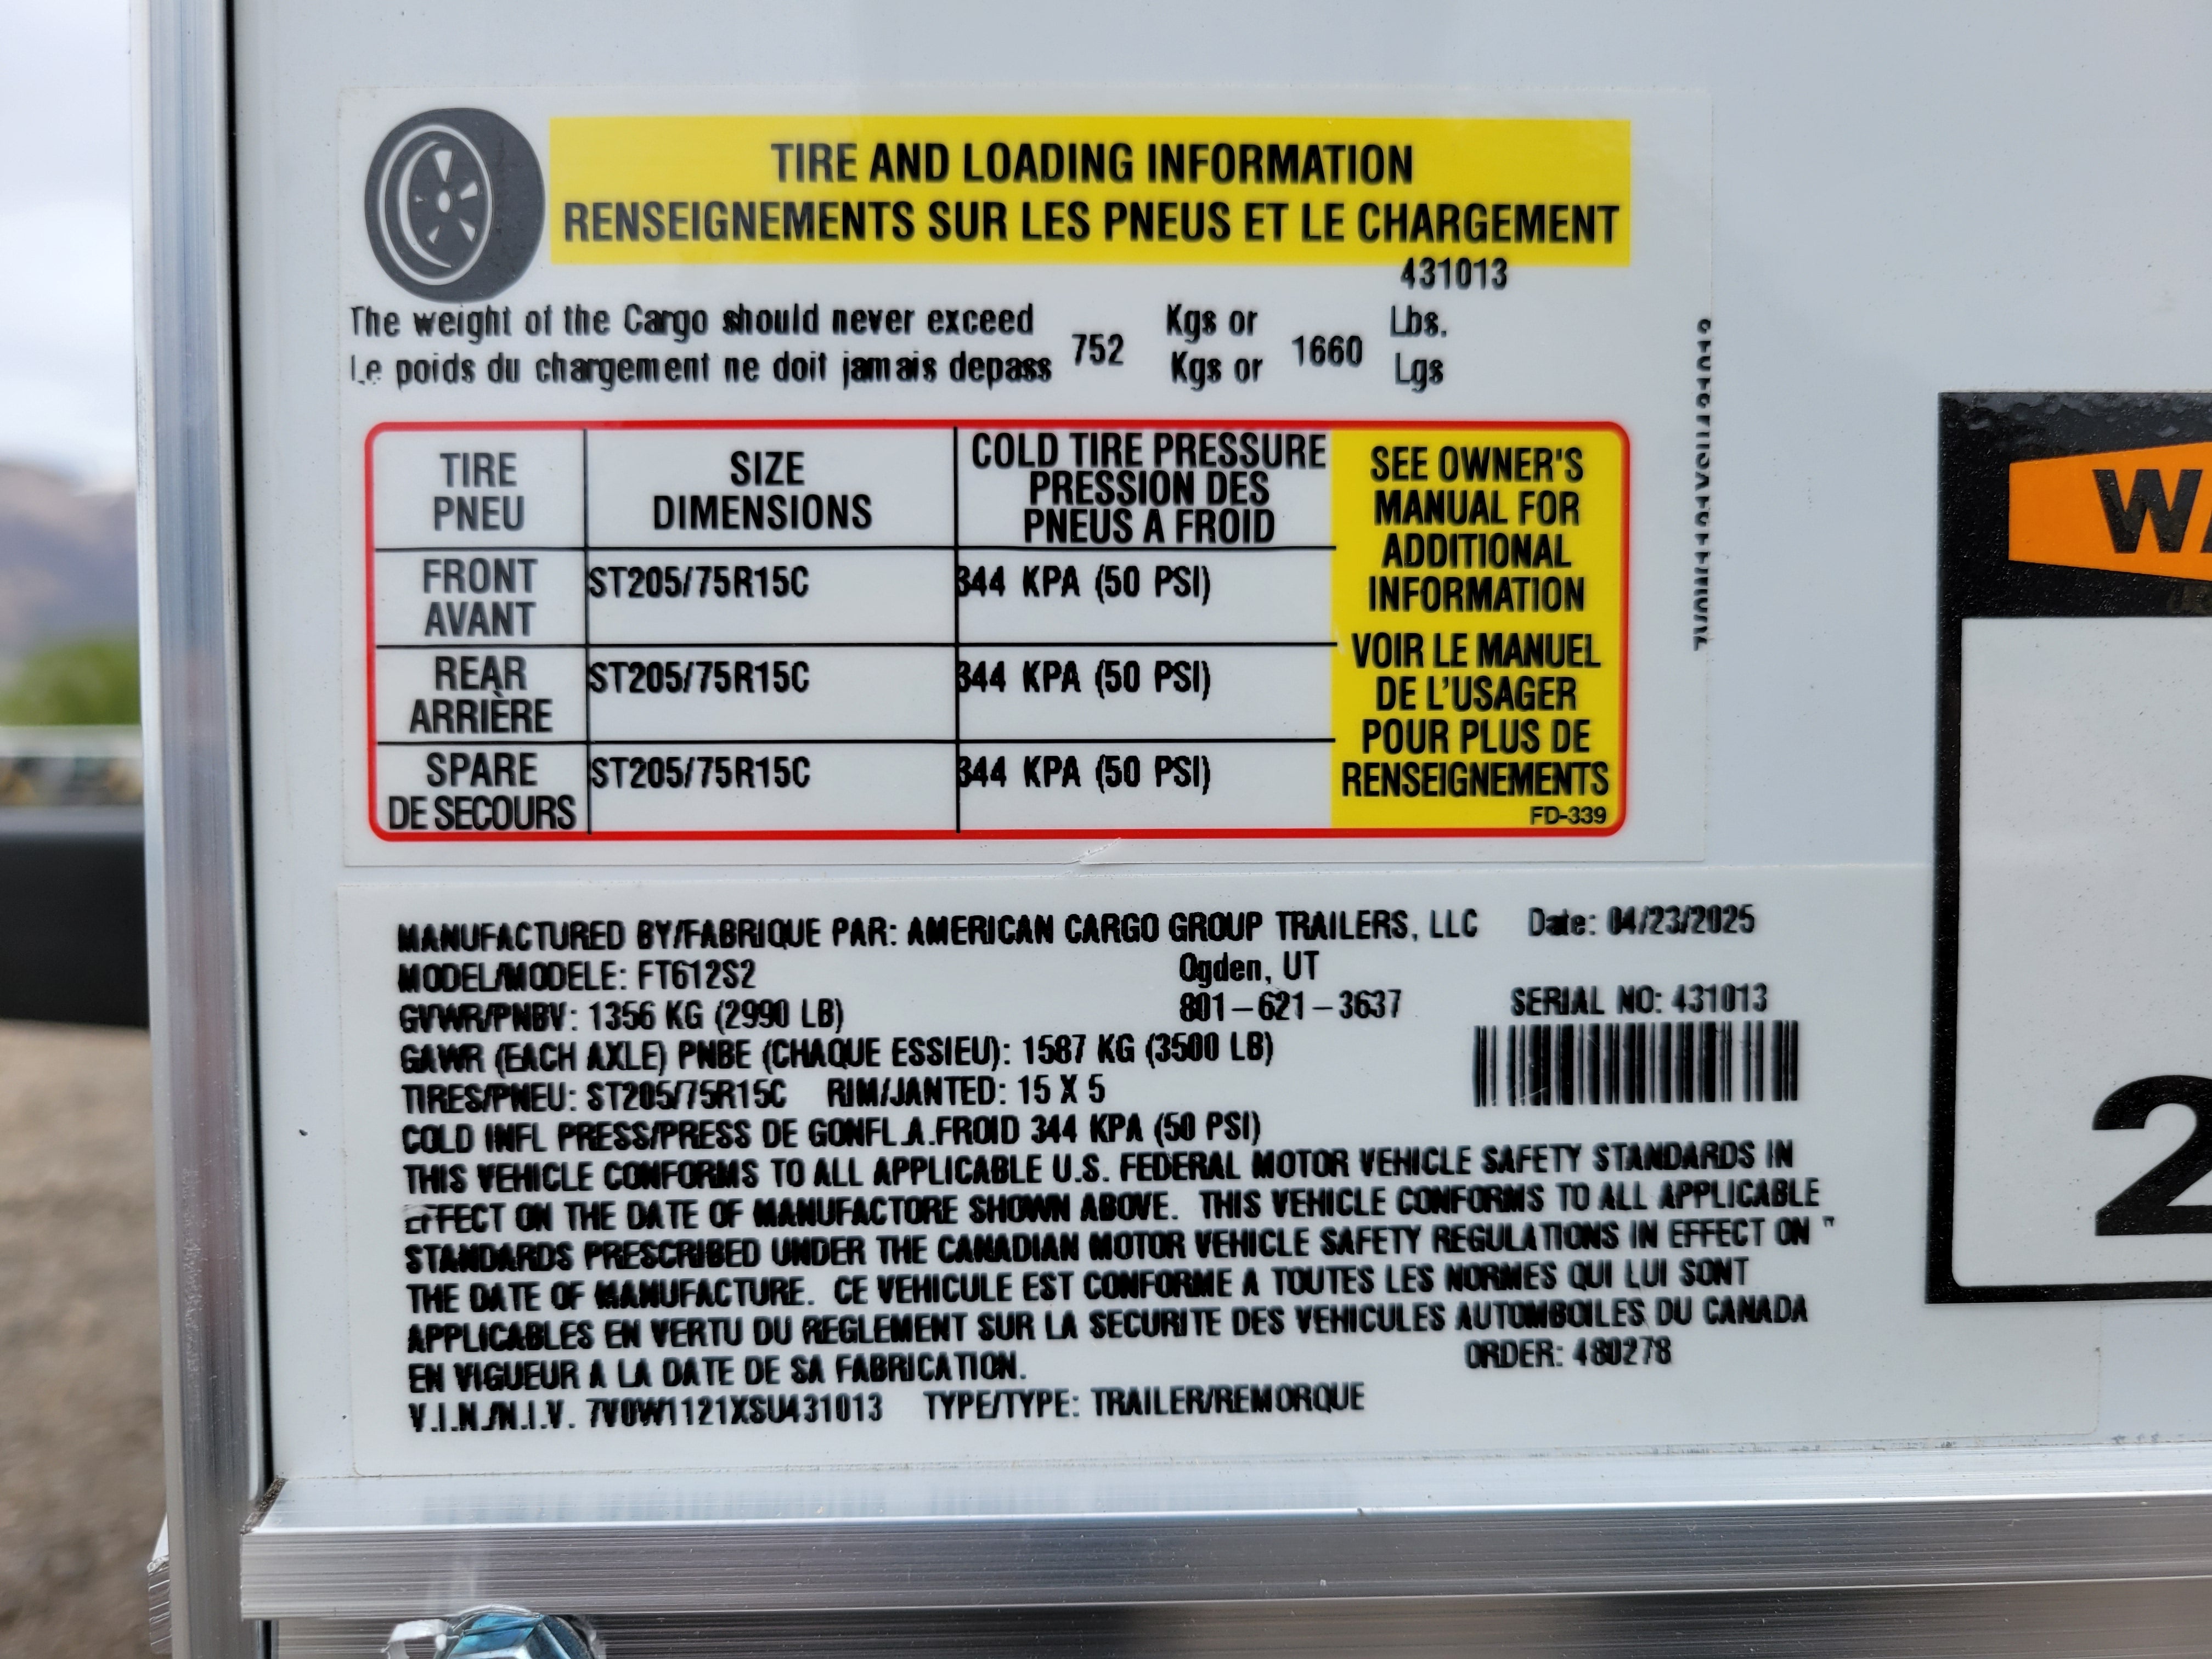 TIRE AND LOADING INFORMATION
RENSEIGNEMENTS SUR LES PNEUS ET LE CHARGEMENT
431013
The weight of the Cargo should never exceed 752 Kgs or 1660 Lbs.
Le poids du chargement ne doit jamais depass Kgs or Lgs
TIRE SIZE COLD TIRE PRESSURE
PNEU DIMENSIONS PRESSION DES
PNEUS A FROID
FRONT ST205/75R15C 344 KPA (50 PSI)
AVANT
REAR ST205/75R15C 344 KPA (50 PSI)
ARRIÈRE
SPARE ST205/75R15C 344 KPA (50 PSI)
DE SECOURS
SEE OWNER'S
MANUAL FOR
ADDITIONAL
INFORMATION
VOIR LE MANUEL
DE L'USAGER
POUR PLUS DE
RENSEIGNEMENTS
FD-339
MANUFACTURED BY/FABRIQUE PAR: AMERICAN CARGO GROUP TRAILERS, LLC Date: 04/23/2025
MODEL/MODELE: FT612S2 Ogden, UT
GVWR/PNBV: 1356 KG (2990 LB) 801-621-3637 SERIAL NO: 431013
GAWR (EACH AXLE) PNBE (CHAQUE ESSIEU): 1587 KG (3500 LB)
TIRES/PNEU: ST205/75R15C RIM/JANTED: 15 X 5
COLD INFL PRESS/PRESS DE GONFL.A.FROID 344 KPA (50 PSI)
THIS VEHICLE CONFORMS TO ALL APPLICABLE U.S. FEDERAL MOTOR VEHICLE SAFETY STANDARDS IN
EFFECT ON THE DATE OF MANUFACTORE SHOWN ABOVE. THIS VEHICLE CONFORMS TO ALL APPLICABLE
STANDARDS PRESCRIBED UNDER THE CANADIAN MOTOR VEHICLE SAFETY REGULATIONS IN EFFECT ON "
THE DATE OF MANUFACTURE. CE VEHICULE EST CONFORME A TOUTES LES NORMES QUI LUI SONT
APPLICABLES EN VERTU DU REGLEMENT SUR LA SECURITE DES VEHICULES AUTOMBOILES DU CANADA
EN VIGUEUR A LA DATE DE SA FABRICATION. ORDER: 480278
V.I.N./N.I.V. 7V0W1121XSU431013 TYPE/TYPE: TRAILER/REMORQUE
2